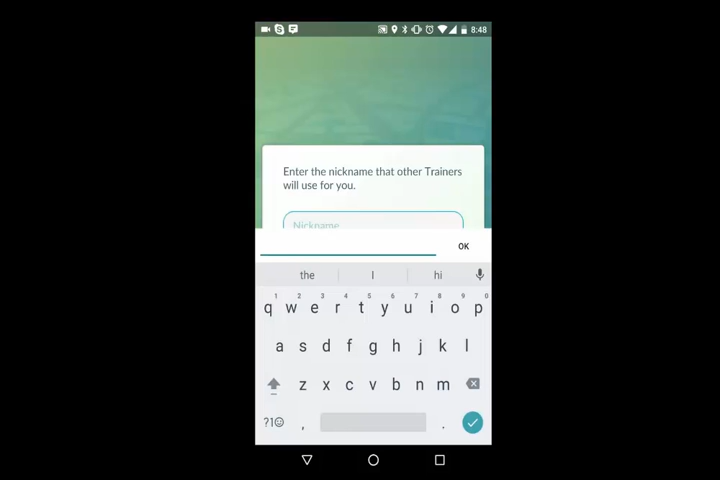 8:48
Enter the nickname that other Trainers
will use for you.
Nickname
OK
the I hi
1 2 3 4 5 6 7 8 9 0
q w e r t y u i o p
a s d f g h j k l
z x c v b n m
?1☺ , .